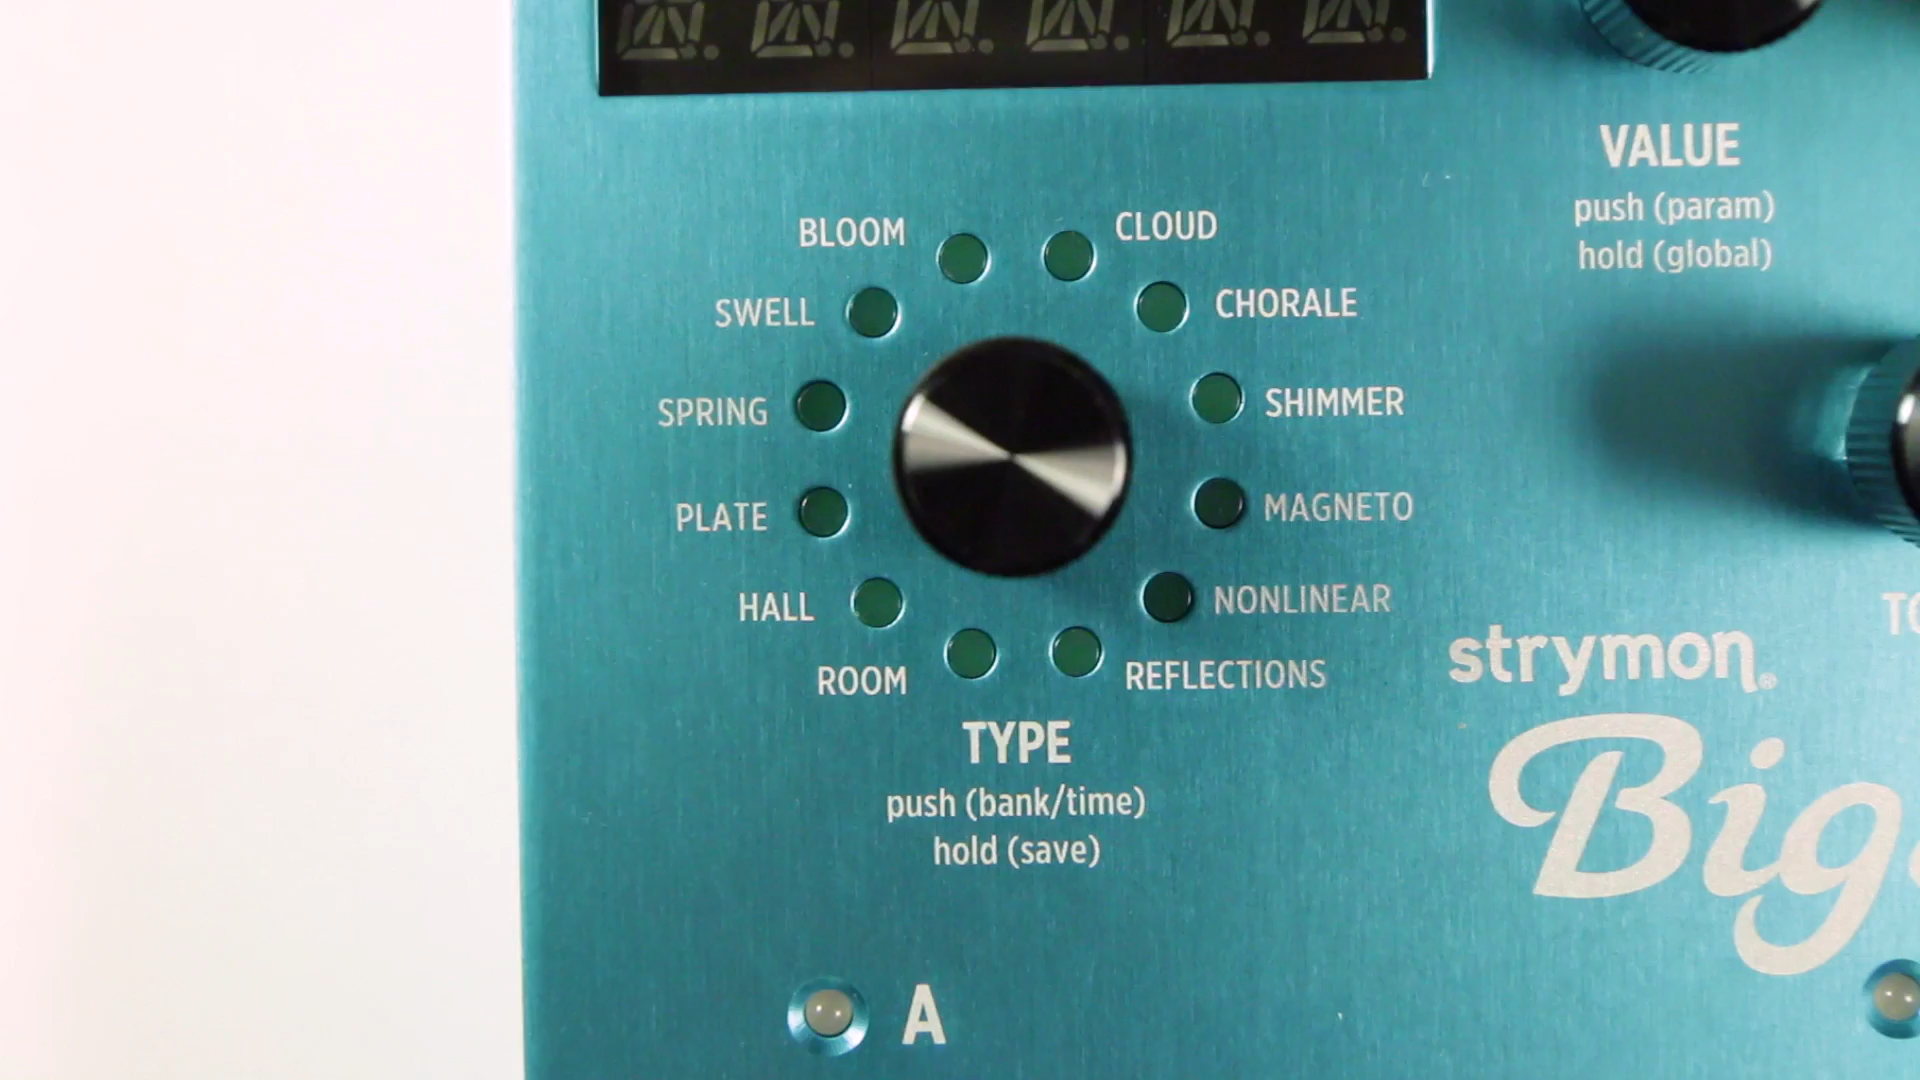 VALUE
push (param)
hold (global)
BLOOM
CLOUD
SWELL
CHORALE
SPRING
SHIMMER
PLATE
MAGNETO
HALL
NONLINEAR
ROOM
REFLECTIONS
TYPE
push (bank/time)
hold (save)
strymon®
Big
A